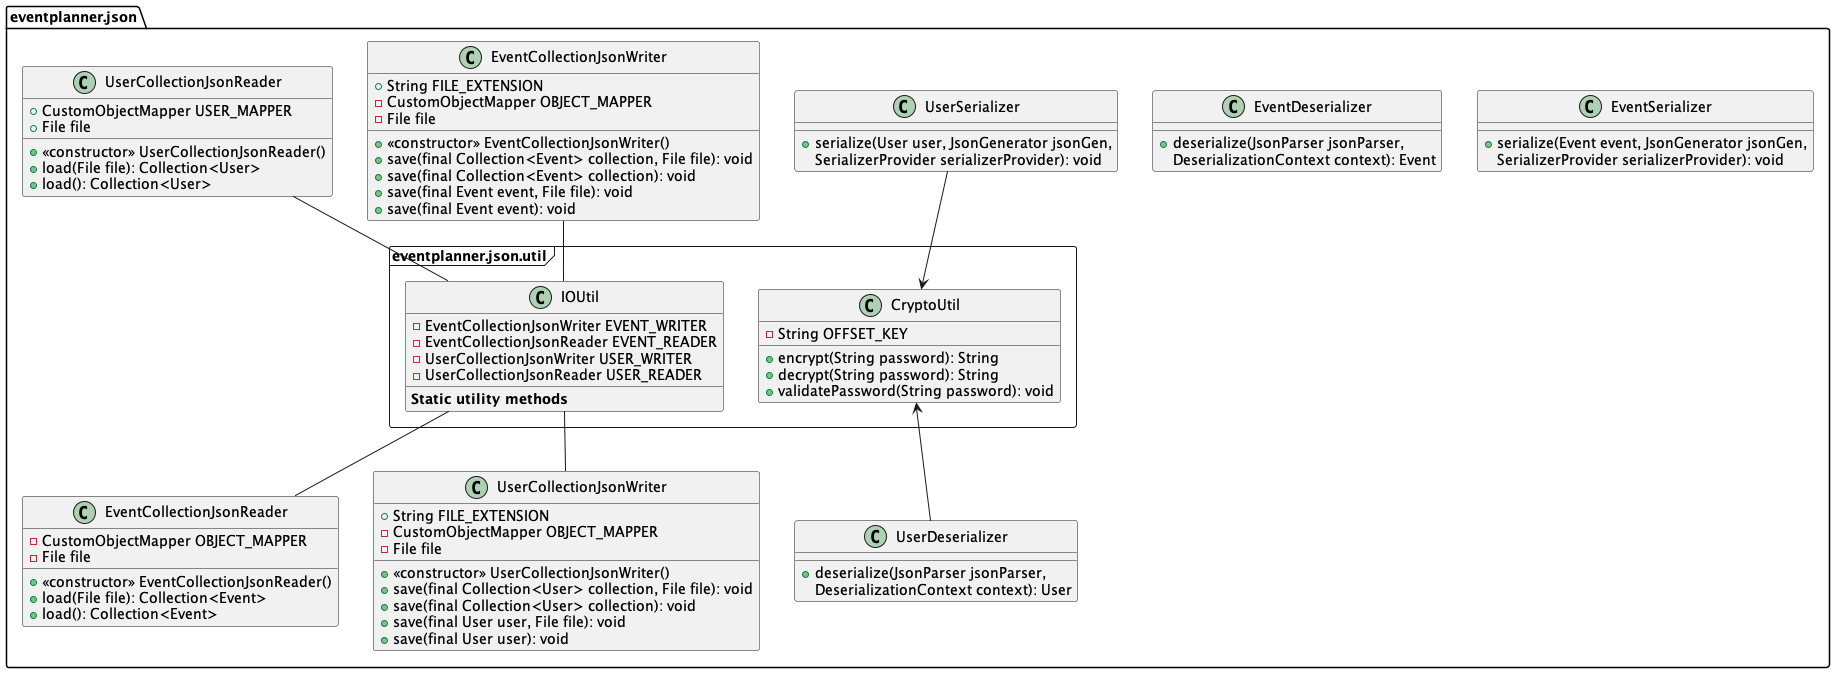 eventplanner.json
C UserCollectionJsonReader
CustomObjectMapper USER_MAPPER
File file
«constructor» UserCollectionJsonReader()
load(File file): Collection<User>
load(): Collection<User>
C EventCollectionJsonWriter
String FILE_EXTENSION
CustomObjectMapper OBJECT_MAPPER
File file
«constructor» EventCollectionJsonWriter()
save(final Collection<Event> collection, File file): void
save(final Collection<Event> collection): void
save(final Event event, File file): void
save(final Event event): void
C UserSerializer
serialize(User user, JsonGenerator jsonGen,
SerializerProvider serializerProvider): void
C EventDeserializer
deserialize(JsonParser jsonParser,
DeserializationContext context): Event
C EventSerializer
serialize(Event event, JsonGenerator jsonGen,
SerializerProvider serializerProvider): void
eventplanner.json.util
C IOUtil
EventCollectionJsonWriter EVENT_WRITER
EventCollectionJsonReader EVENT_READER
UserCollectionJsonWriter USER_WRITER
UserCollectionJsonReader USER_READER
Static utility methods
C CryptoUtil
String OFFSET_KEY
encrypt(String password): String
decrypt(String password): String
validatePassword(String password): void
C EventCollectionJsonReader
CustomObjectMapper OBJECT_MAPPER
File file
«constructor» EventCollectionJsonReader()
load(File file): Collection<Event>
load(): Collection<Event>
C UserCollectionJsonWriter
String FILE_EXTENSION
CustomObjectMapper OBJECT_MAPPER
File file
«constructor» UserCollectionJsonWriter()
save(final Collection<User> collection, File file): void
save(final Collection<User> collection): void
save(final User user, File file): void
save(final User user): void
C UserDeserializer
deserialize(JsonParser jsonParser,
DeserializationContext context): User